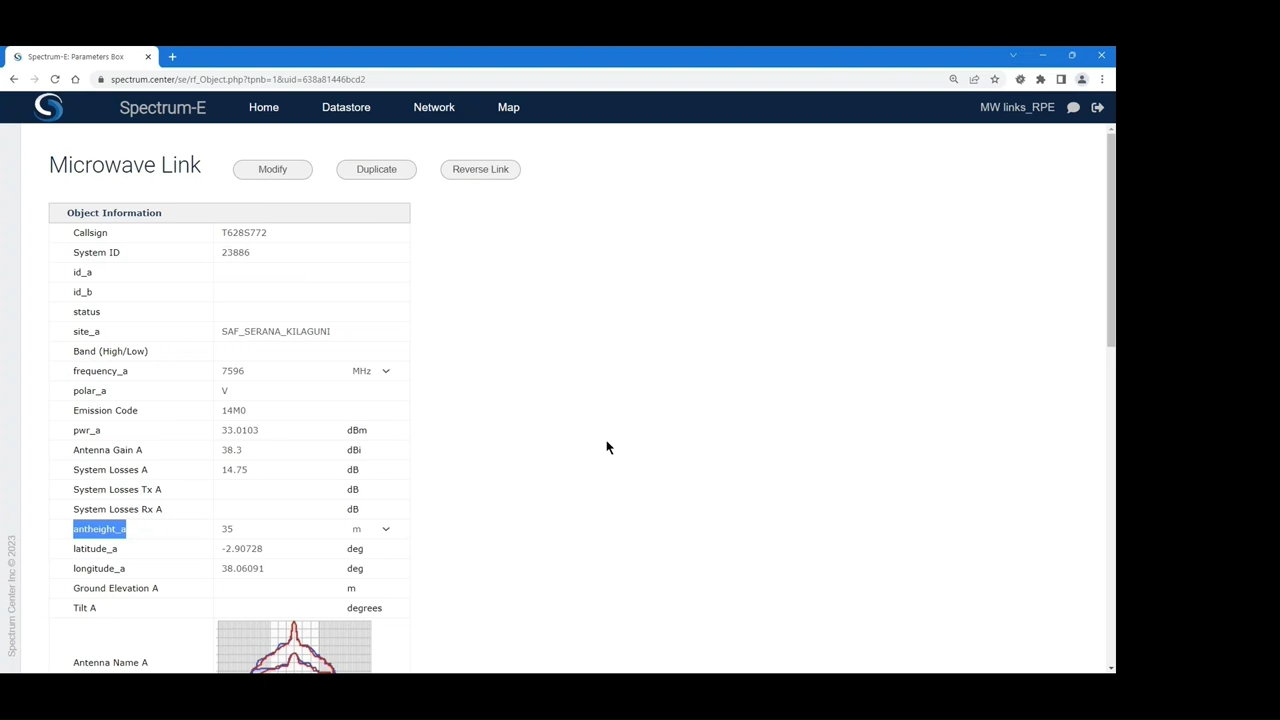 Spectrum-E: Parameters Box
spectrum.center/se/rf_Object.php?tpnb=1&uid=638a81446bcd2
Spectrum-E Home Datastore Network Map MW links_RPE
Microwave Link Modify Duplicate Reverse Link
Object Information
Callsign T628S772
System ID 23886
id_a
id_b
status
site_a SAF_SERANA_KILAGUNI
Band (High/Low)
frequency_a 7596 MHz
polar_a V
Emission Code 14M0
pwr_a 33.0103 dBm
Antenna Gain A 38.3 dBi
System Losses A 14.75 dB
System Losses Tx A dB
System Losses Rx A dB
antheight_a 35 m
latitude_a -2.90728 deg
longitude_a 38.06091 deg
Ground Elevation A m
Tilt A degrees
Antenna Name A
Spectrum Center Inc © 2023